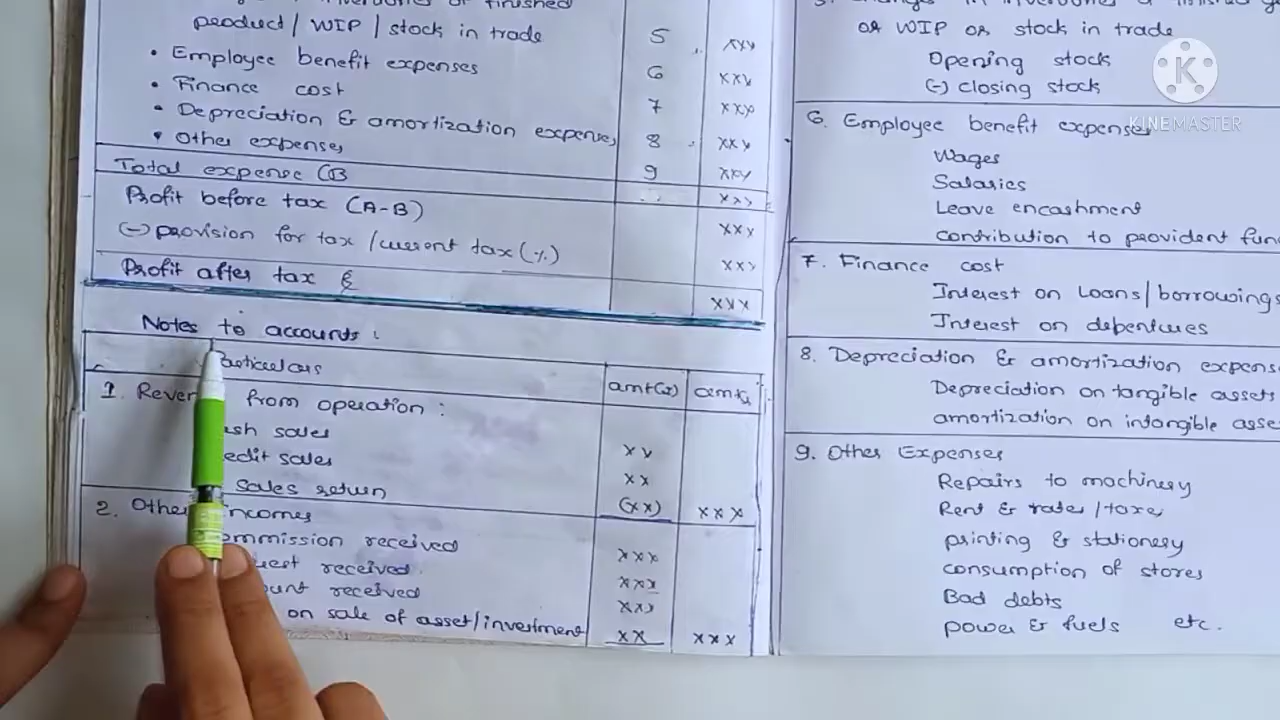 product / WIP / stock in trade 5 xxx
• Employee benefit expenses 6 xxx
• Finance cost 7 xxx
• Depreciation & amortization expenses 8 xxx
• Other expenses 9 xxx
Total expense (B xxx
Profit before tax (A-B) xxx
(-) provision for tax / current tax (%) xxx
Profit after tax xxx
Notes to accounts :
Particulars amt(₹) amt
1. Reven from operation :
ash sales xx
edit sales xx
sales return (xx) xxx
2. Othe incomes
ommission received xxx
rest received xxx
ount received xxx
on sale of asset/investment xx xxx
or WIP or stock in trade
Opening stock
(-) closing stock
6. Employee benefit expenses
Wages
Salaries
Leave encashment
contribution to provident fun
7. Finance cost
Interest on Loans/borrowings
Interest on debentures
8. Depreciation & amortization expens
Depreciation on tangible assets
amortization on intangible asse
9. Other Expenses
Repairs to machinery
Rent & rates / taxes
printing & stationery
consumption of stores
Bad debts
power & fuels etc.
K
KINEMASTER